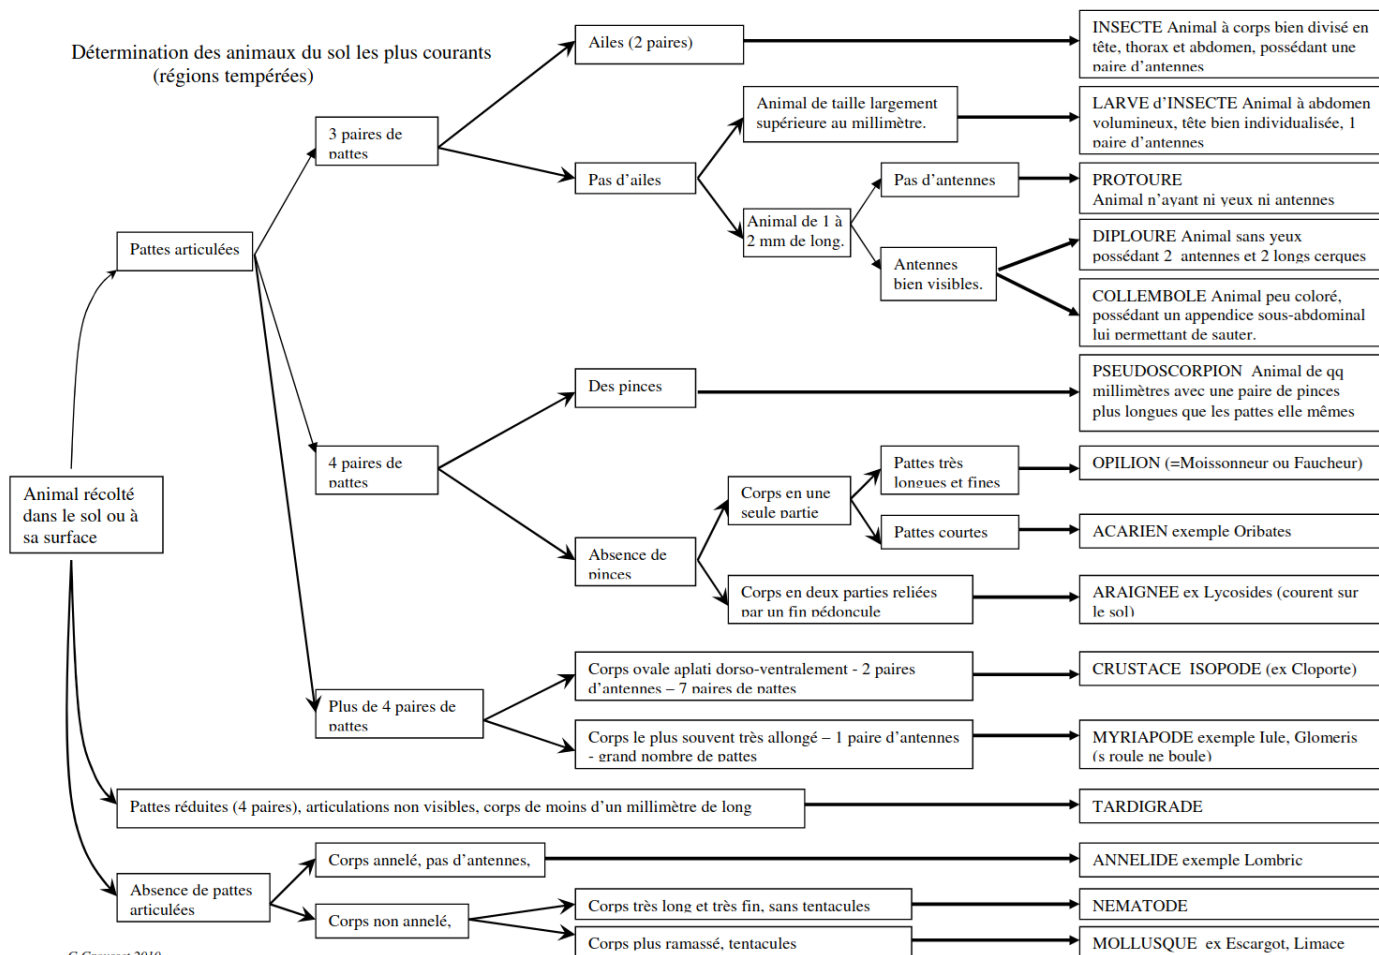 Détermination des animaux du sol les plus courants
(régions tempérées)
Ailes (2 paires)
INSECTE Animal à corps bien divisé en
tête, thorax et abdomen, possédant une
paire d'antennes
3 paires de
pattes
Animal de taille largement
supérieure au millimètre.
LARVE d'INSECTE Animal à abdomen
volumineux, tête bien individualisée, 1
paire d'antennes
Pas d'ailes
Pas d'antennes
PROTOURE
Animal n'ayant ni yeux ni antennes
Animal de 1 à
2 mm de long.
Pattes articulées
Antennes
bien visibles.
DIPLOURE Animal sans yeux
possédant 2 antennes et 2 longs cerques
COLLEMBOLE Animal peu coloré,
possédant un appendice sous-abdominal
lui permettant de sauter.
Des pinces
PSEUDOSCORPION Animal de qq
millimètres avec une paire de pinces
plus longues que les pattes elle mêmes
4 paires de
pattes
Pattes très
longues et fines
OPILION (=Moissonneur ou Faucheur)
Animal récolté
dans le sol ou à
sa surface
Corps en une
seule partie
Pattes courtes
ACARIEN exemple Oribates
Absence de
pinces
Corps en deux parties reliées
par un fin pédoncule
ARAIGNEE ex Lycosides (courent sur
le sol)
Plus de 4 paires de
pattes
Corps ovale aplati dorso-ventralement - 2 paires
d'antennes – 7 paires de pattes
CRUSTACE ISOPODE (ex Cloporte)
Corps le plus souvent très allongé – 1 paire d'antennes
- grand nombre de pattes
MYRIAPODE exemple Iule, Glomeris
(s roule ne boule)
Pattes réduites (4 paires), articulations non visibles, corps de moins d'un millimètre de long
TARDIGRADE
Absence de pattes
articulées
Corps annelé, pas d'antennes,
ANNELIDE exemple Lombric
Corps non annelé,
Corps très long et très fin, sans tentacules
NEMATODE
Corps plus ramassé, tentacules
MOLLUSQUE ex Escargot, Limace